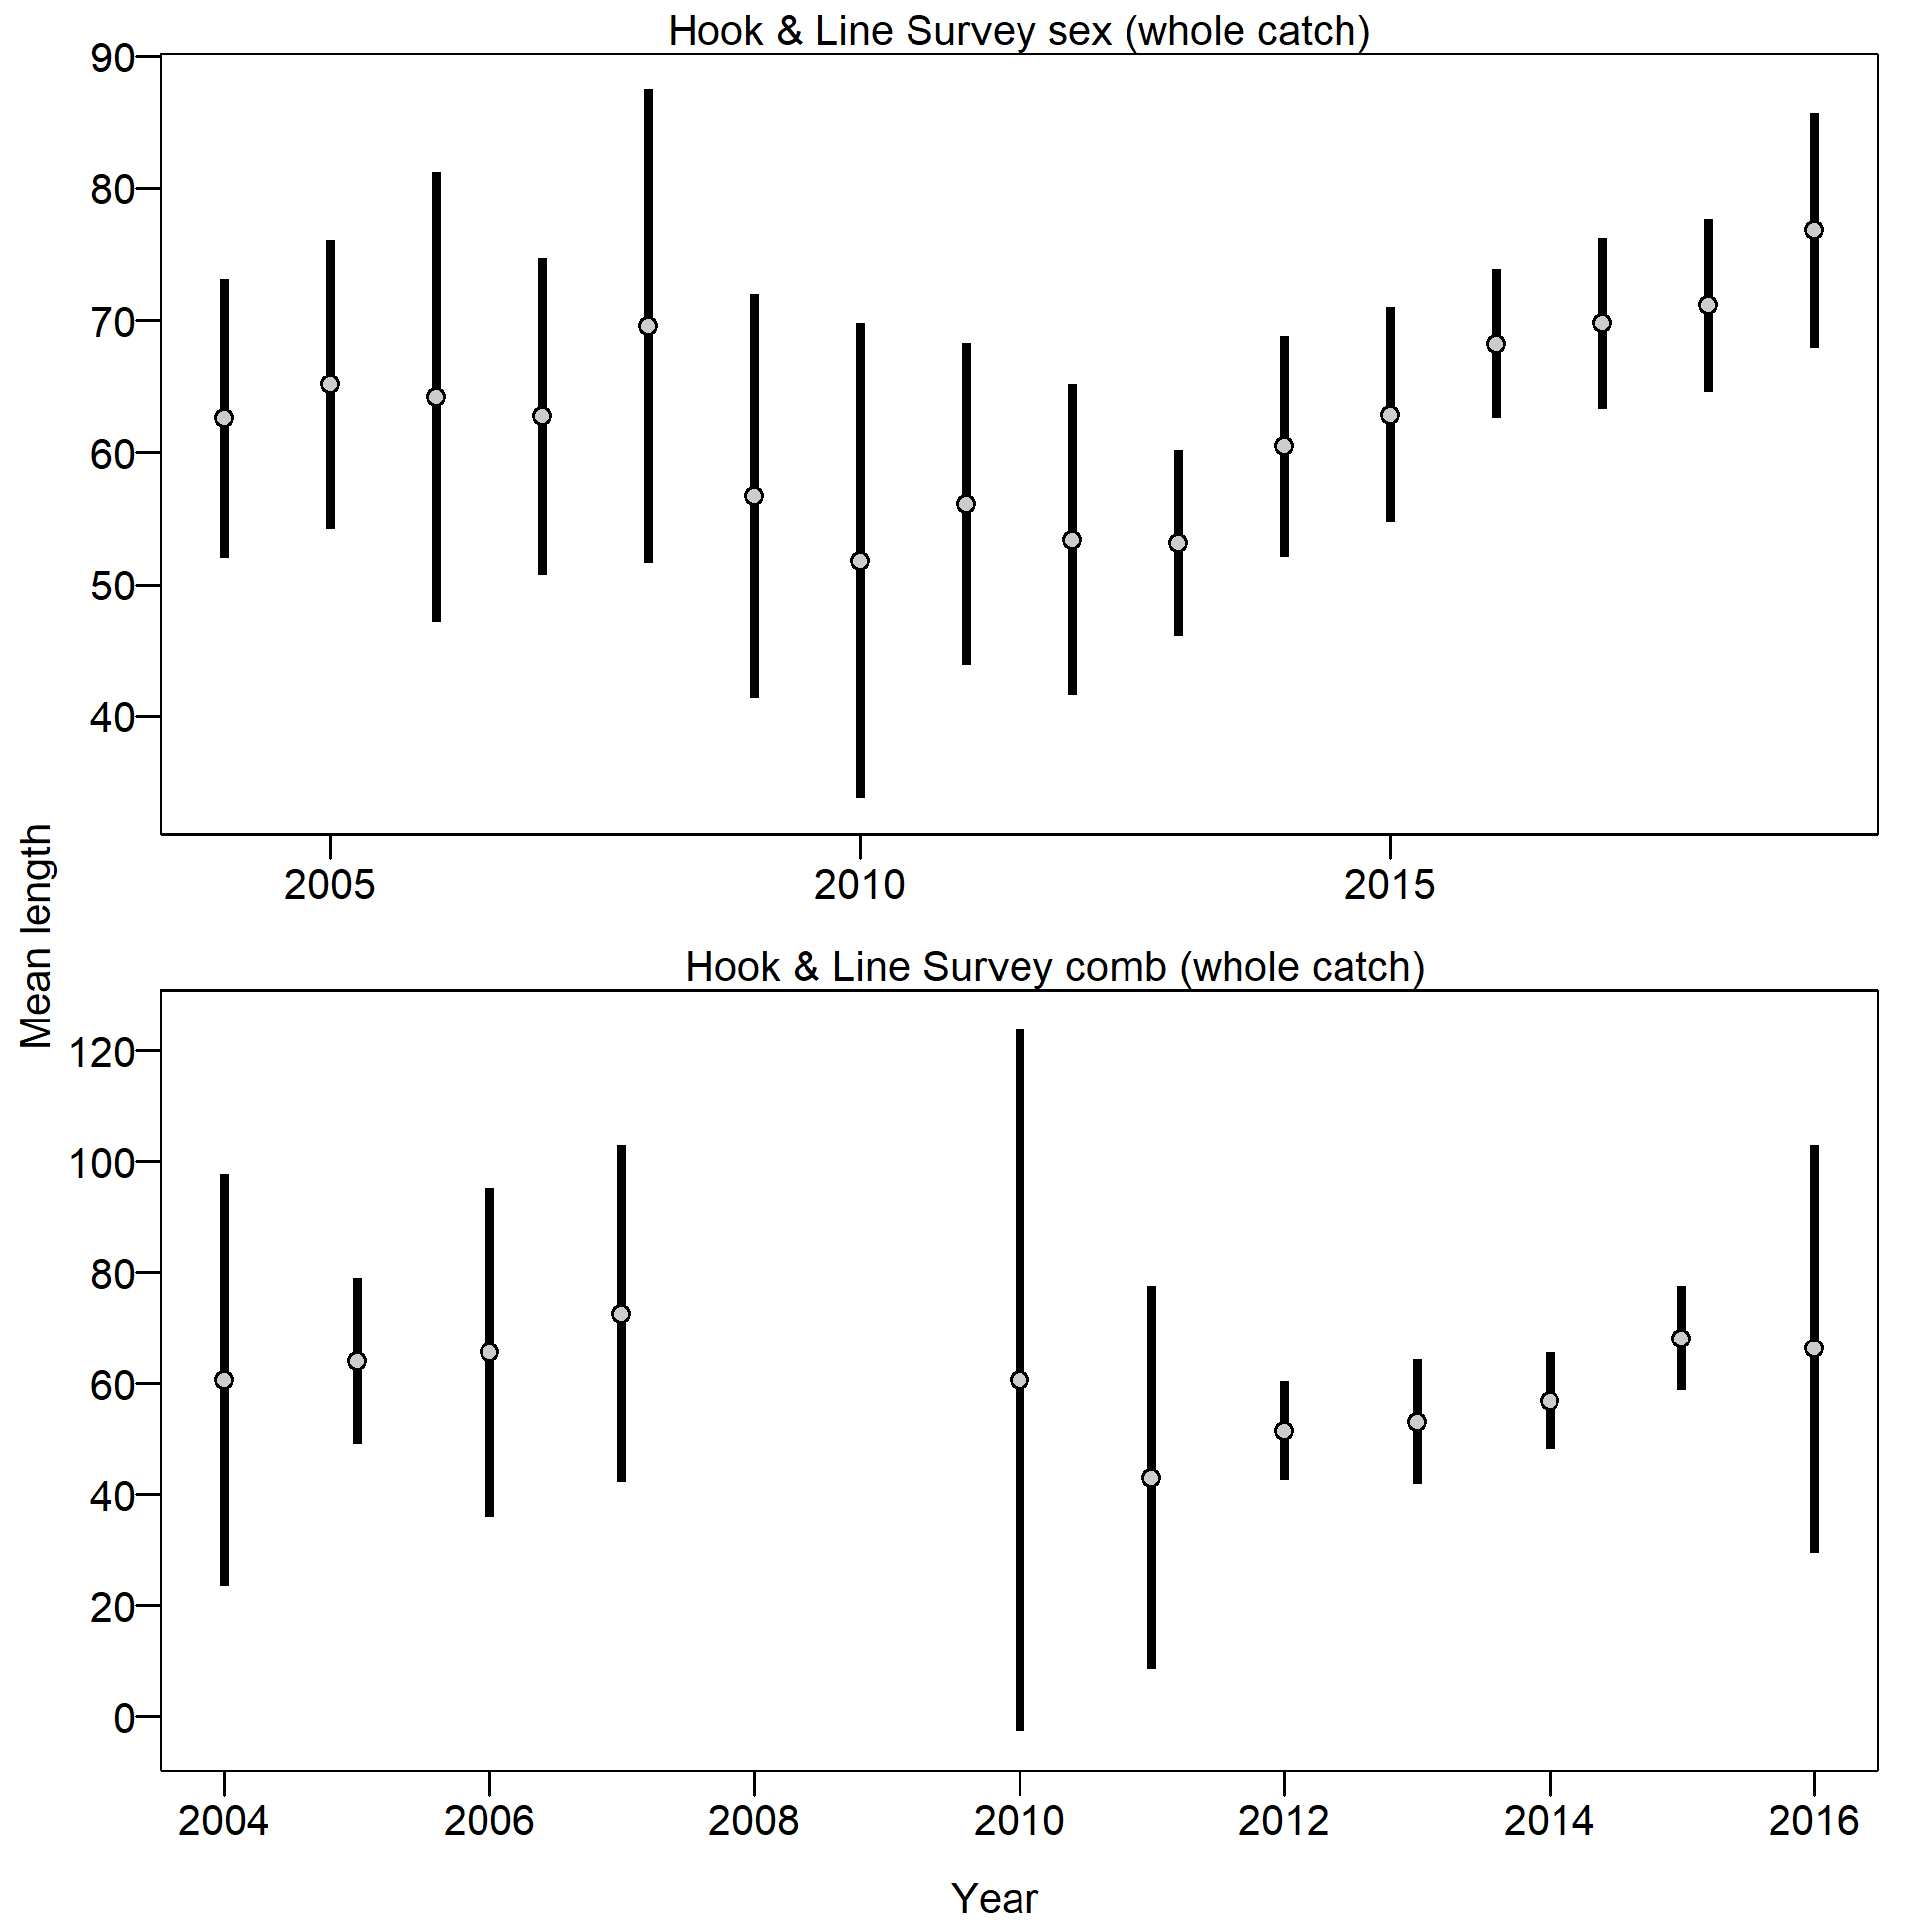 Hook & Line Survey sex (whole catch)
90
80
70
60
50
40
2005 2010 2015
Mean length
Hook & Line Survey comb (whole catch)
120
100
80
60
40
20
0
2004 2006 2008 2010 2012 2014 2016
Year